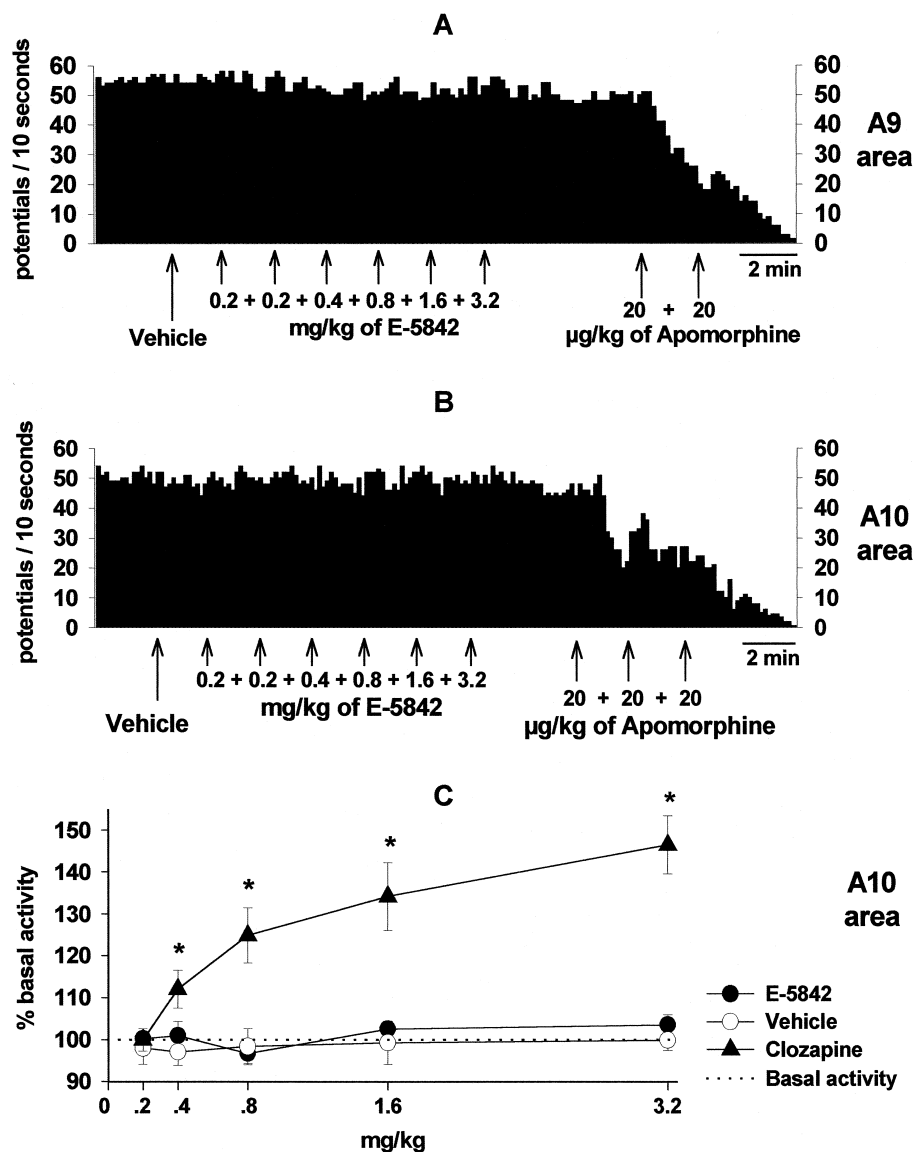 A
potentials / 10 seconds
60
50
40
30
20
10
0
60
50
40
30
20
10
0
A9
area
2 min
Vehicle
0.2 + 0.2 + 0.4 + 0.8 + 1.6 + 3.2
mg/kg of E-5842
20 + 20
µg/kg of Apomorphine
B
potentials / 10 seconds
60
50
40
30
20
10
0
60
50
40
30
20
10
0
A10
area
2 min
Vehicle
0.2 + 0.2 + 0.4 + 0.8 + 1.6 + 3.2
mg/kg of E-5842
20 + 20 + 20
µg/kg of Apomorphine
C
% basal activity
150
140
130
120
110
100
90
* * * *
A10
area
E-5842
Vehicle
Clozapine
Basal activity
0 .2 .4 .8 1.6 3.2
mg/kg